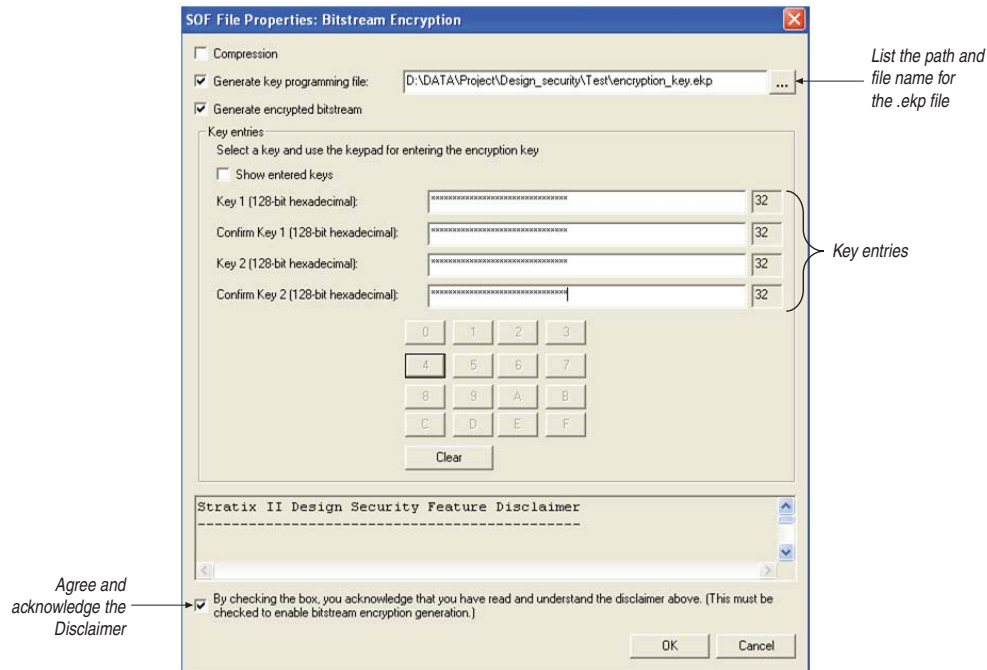 SOF File Properties: Bitstream Encryption
Compression
Generate key programming file:
D:\DATA\Project\Design_security\Test\encryption_key.ekp
...
List the path and
file name for
the .ekp file
Generate encrypted bitstream
Key entries
Select a key and use the keypad for entering the encryption key
Show entered keys
Key 1 (128-bit hexadecimal):
********************************
32
Confirm Key 1 (128-bit hexadecimal):
********************************
32
Key 2 (128-bit hexadecimal):
********************************
32
Confirm Key 2 (128-bit hexadecimal):
********************************
32
Key entries
0 1 2 3
4 5 6 7
8 9 A B
C D E F
Clear
Stratix II Design Security Feature Disclaimer
---------------------------------------------
Agree and
acknowledge the
Disclaimer
By checking the box, you acknowledge that you have read and understand the disclaimer above. (This must be
checked to enable bitstream encryption generation.)
OK Cancel